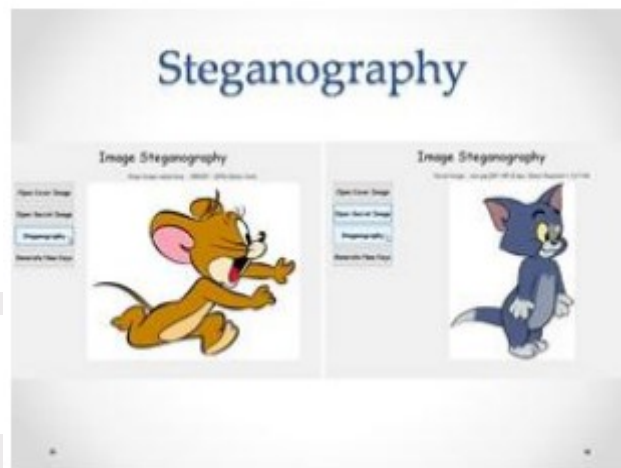 Steganography
Image Steganography
Open Cover Image
Open Secret Image
Steganography
Generate New Keys
Image Steganography
Open Cover Image
Open Secret Image
Steganography
Generate New Keys